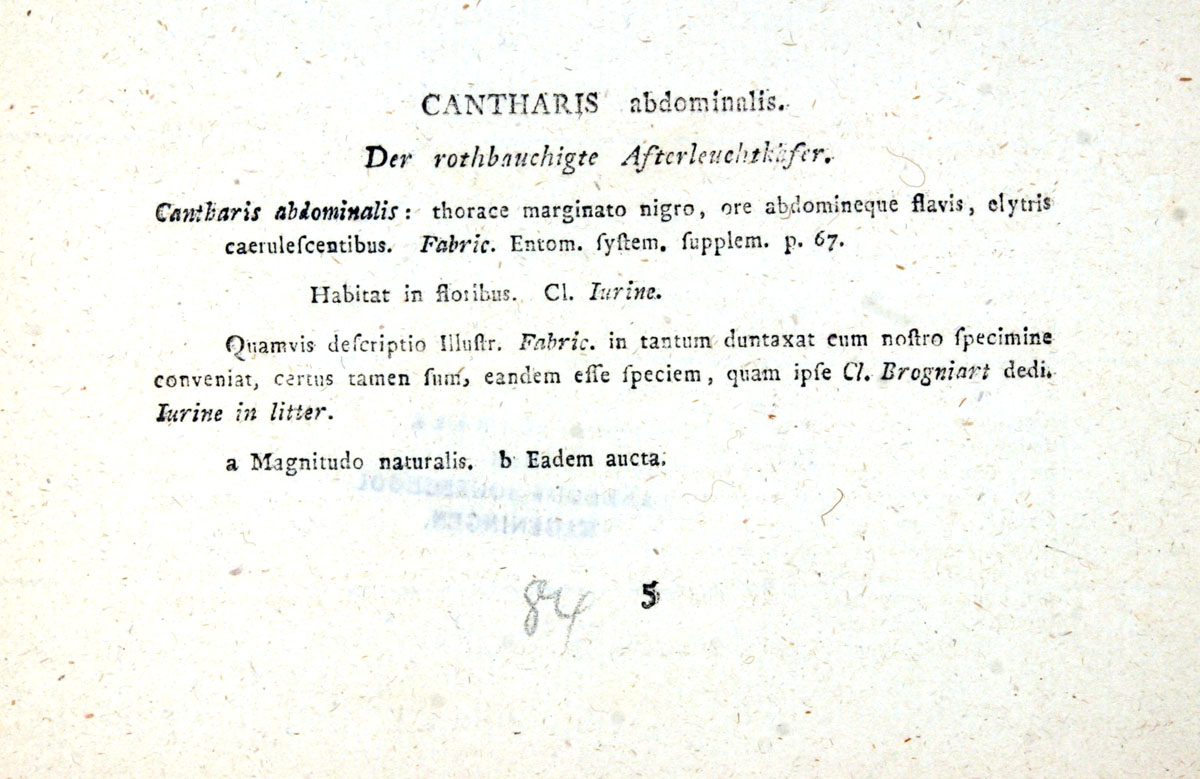 CANTHARIS abdominalis.
Der rothbauchigte Afterleuchtkäfer.
Cantharis abdominalis: thorace marginato nigro, ore abdomineque flavis, elytris
caeruleſcentibus. Fabric. Entom. ſyſtem. ſupplem. p. 67.
Habitat in floribus. Cl. Iurine.
Quamvis deſcriptio Illuſtr. Fabric. in tantum duntaxat cum noſtro ſpecimine
conveniat, certus tamen ſum, eandem eſſe ſpeciem, quam ipſe Cl. Brogniart dedi.
Iurine in litter.
a Magnitudo naturalis. b Eadem aucta.
84 5